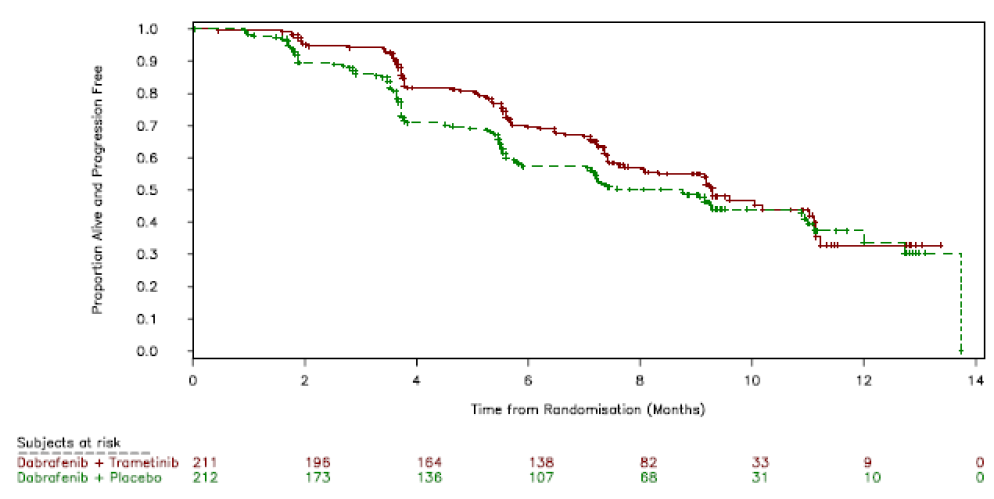 1.0
0.9
0.8
0.7
0.6
0.5
0.4
0.3
0.2
0.1
0.0
Proportion Alive and Progression Free
0 2 4 6 8 10 12 14
Time from Randomisation (Months)
Subjects at risk
Dabrafenib + Trametinib 211 195 164 138 82 33 9 0
Dabrafenib + Placebo 212 173 136 107 68 31 10 0